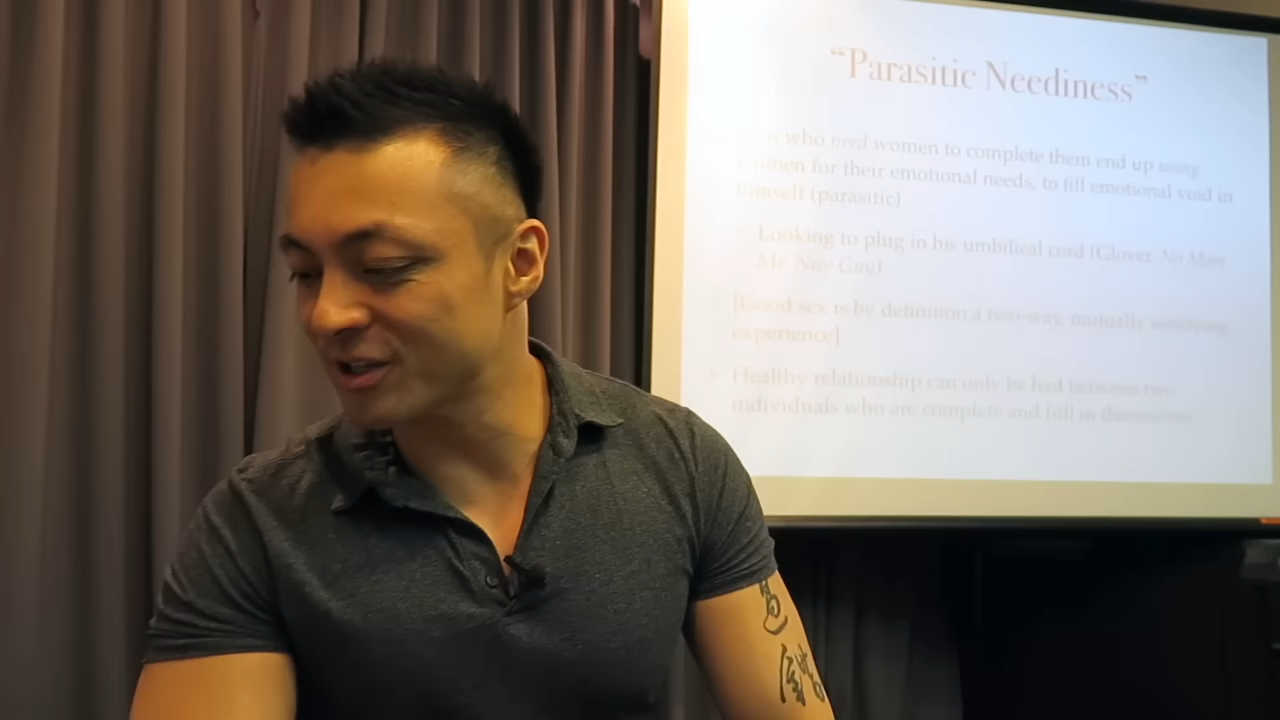 “Parasitic Neediness”
who need women to complete them end up using
women for their emotional needs, to fill emotional void in
himself (parasitic)
Looking to plug in his umbilical cord (Glover, No More
Mr. Nice Guy)
[Good sex is by definition a two-way, mutually
experience]
• Healthy relationship can only be had between two
individuals who are complete and full in themselves